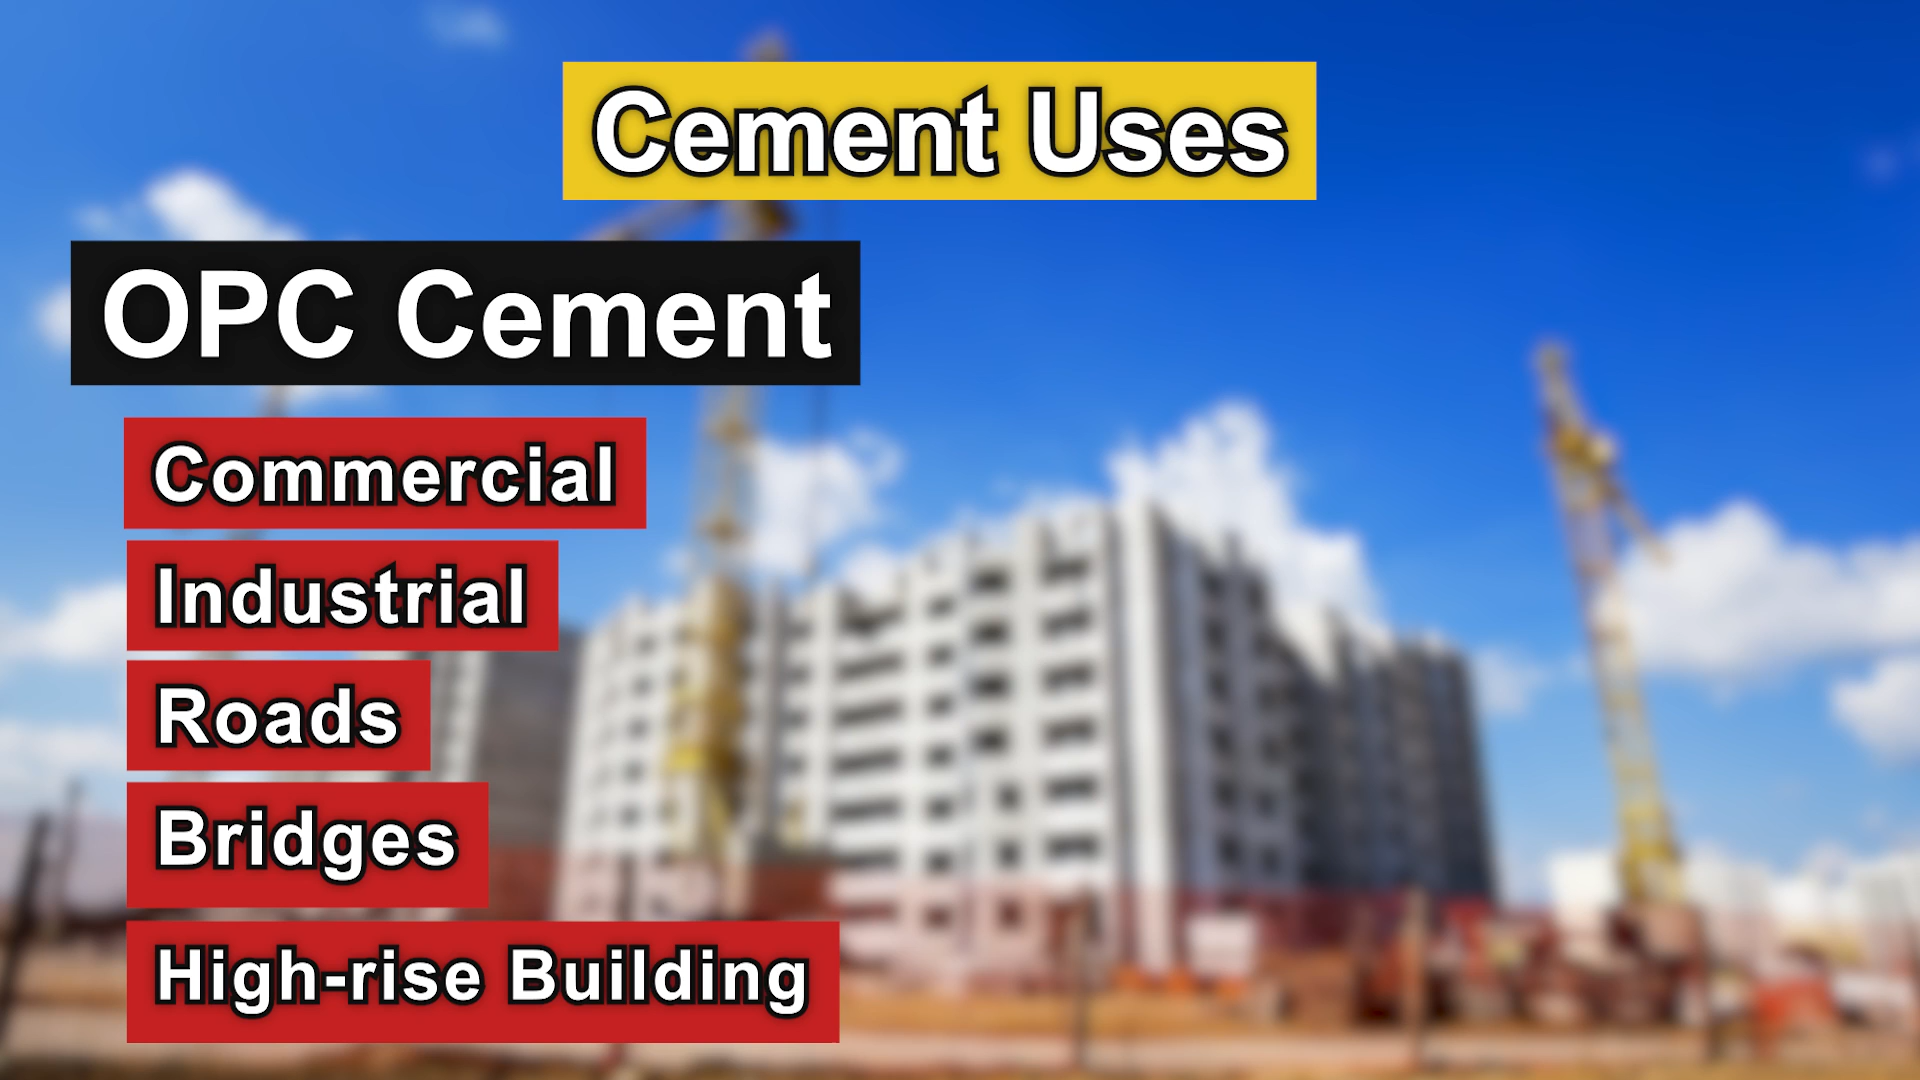 Cement Uses
OPC Cement
Commercial
Industrial
Roads
Bridges
High-rise Building